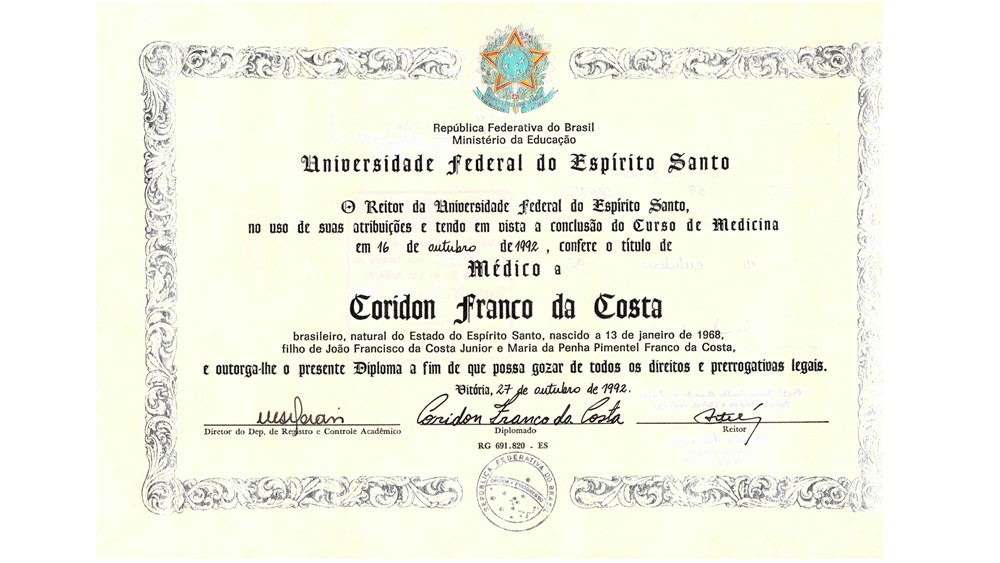 República Federativa do Brasil
Ministério da Educação
Universidade Federal do Espírito Santo
O Reitor da Universidade Federal do Espírito Santo,
no uso de suas atribuições e tendo em vista a conclusão do Curso de Medicina
em 16 de outubro de 1992, confere o título de
Médico a
Coridon Franco da Costa
brasileiro, natural do Estado do Espírito Santo, nascido a 13 de janeiro de 1968,
filho de João Francisco da Costa Junior e Maria da Penha Pimentel Franco da Costa,
e outorga-lhe o presente Diploma a fim de que possa gozar de todos os direitos e prerrogativas legais.
Vitória, 27 de outubro de 1992.
Coridon Franco da Costa
Diretor do Dep. de Registro e Controle Acadêmico
Diplomado
Reitor
RG 691.820 - ES
REPÚBLICA FEDERATIVA DO BRASIL